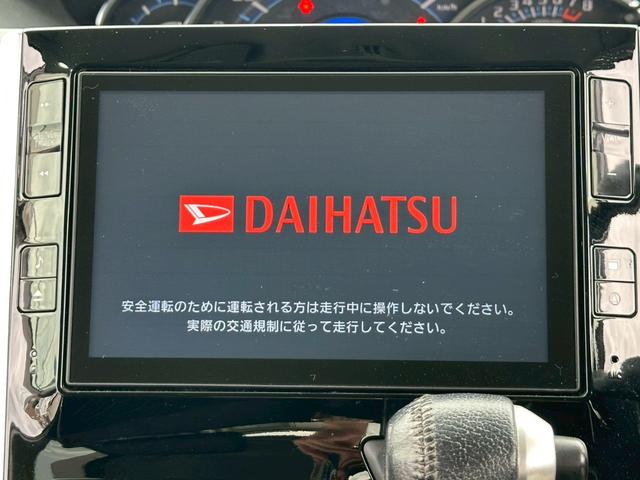 km/h
DAIHATSU
安全運転のために運転される方は走行中に操作しないでください。
実際の交通規制に従って走行してください。